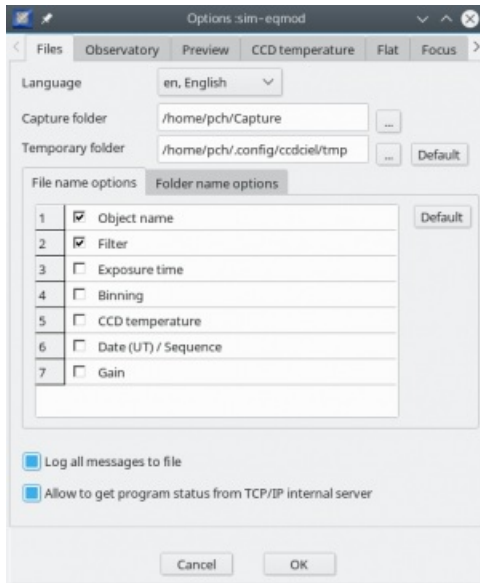 Options :sim-eqmod
Files Observatory Preview CCD temperature Flat Focus
Language en, English
Capture folder /home/pch/Capture ...
Temporary folder /home/pch/.config/ccdciel/tmp ... Default
File name options Folder name options
1 Object name Default
2 Filter
3 Exposure time
4 Binning
5 CCD temperature
6 Date (UT) / Sequence
7 Gain
Log all messages to file
Allow to get program status from TCP/IP internal server
Cancel OK